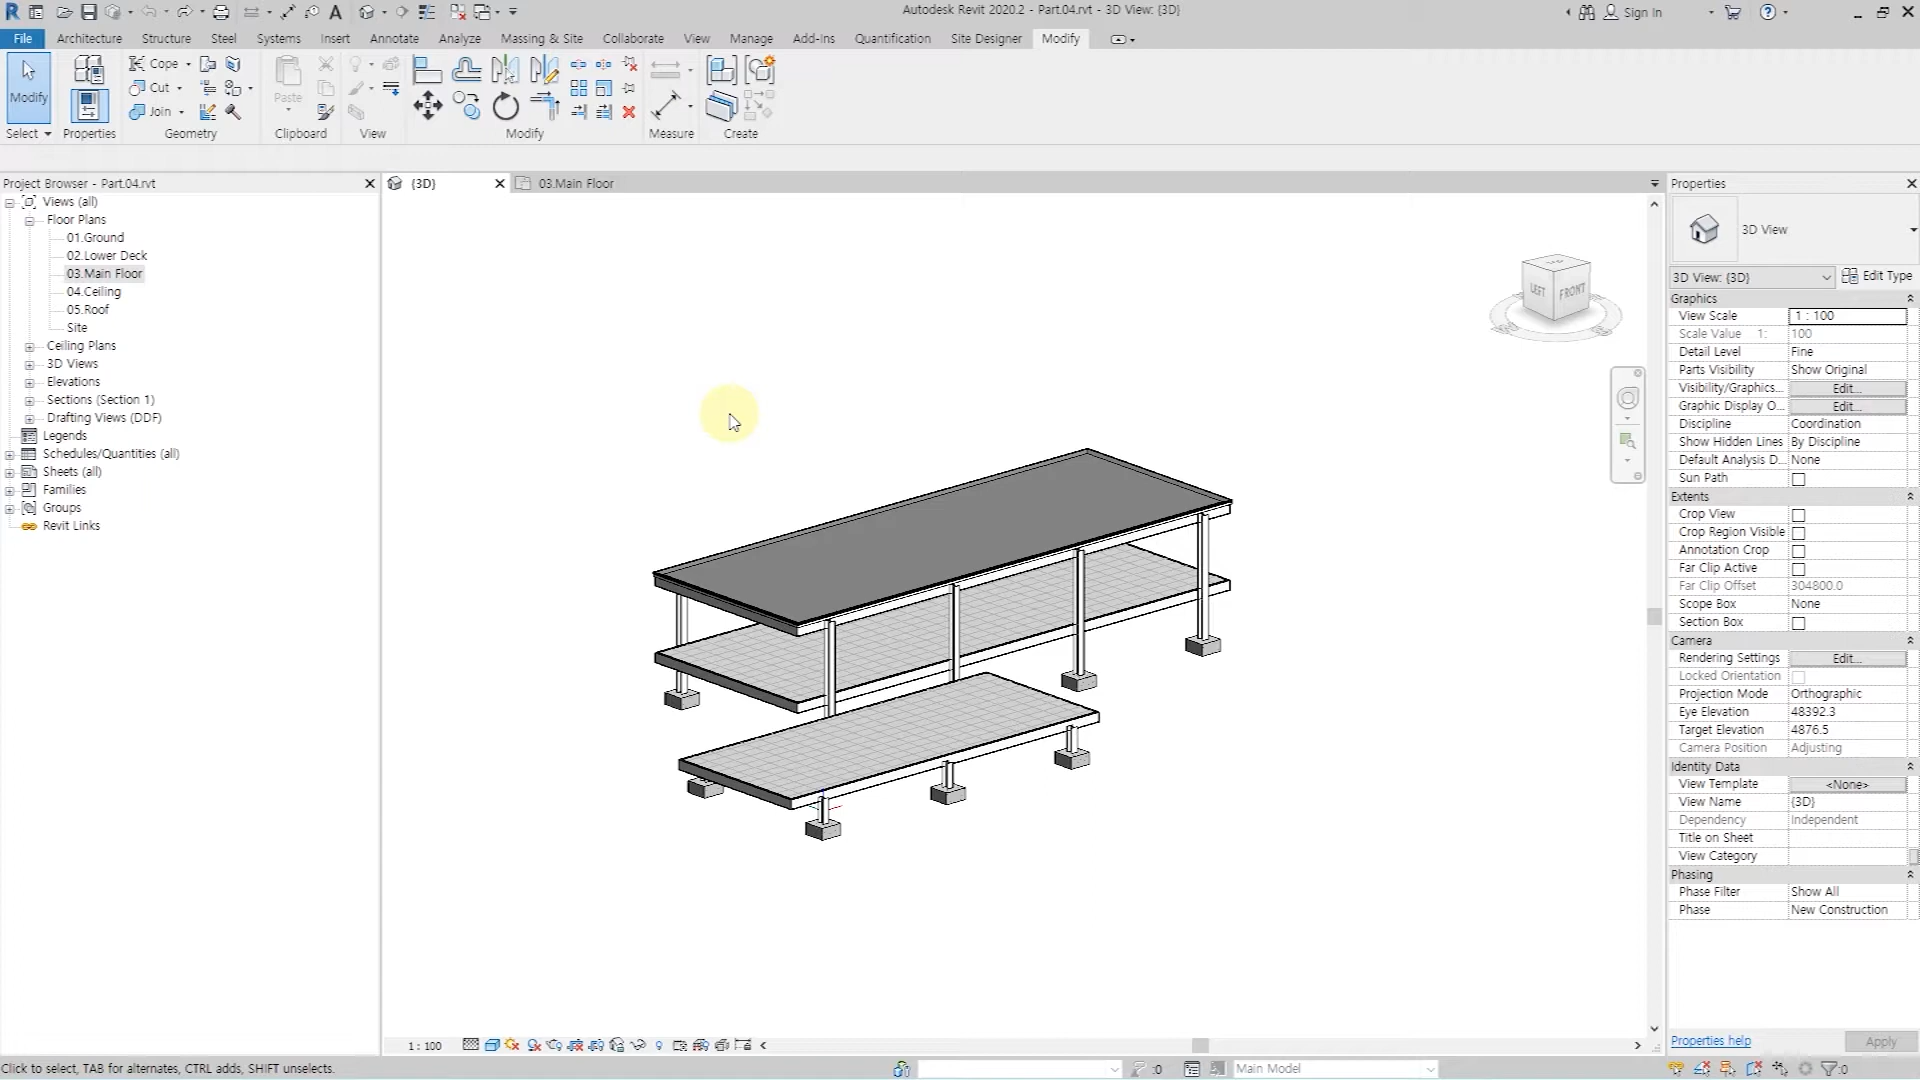 Autodesk Revit 2020.2 - Part.04.rvt - 3D View: {3D}
Sign In
File Architecture Structure Steel Systems Insert Annotate Analyze Massing & Site Collaborate View Manage Add-Ins Quantification Site Designer Modify
Modify
Cope
Cut
Join
Paste
Select Properties Geometry Clipboard View Modify Measure Create
Project Browser - Part.04.rvt
{3D}
03.Main Floor
Properties
Views (all)
Floor Plans
01.Ground
02.Lower Deck
03.Main Floor
04.Ceiling
05.Roof
Site
Ceiling Plans
3D Views
Elevations
Sections (Section 1)
Drafting Views (DDF)
Legends
Schedules/Quantities (all)
Sheets (all)
Families
Groups
Revit Links
TOP
LEFT
FRONT
3D View
3D View: {3D} Edit Type
Graphics
View Scale 1 : 100
Scale Value 1: 100
Detail Level Fine
Parts Visibility Show Original
Visibility/Graphics... Edit...
Graphic Display O... Edit...
Discipline Coordination
Show Hidden Lines By Discipline
Default Analysis D... None
Sun Path
Extents
Crop View
Crop Region Visible
Annotation Crop
Far Clip Active
Far Clip Offset 304800.0
Scope Box None
Section Box
Camera
Rendering Settings Edit...
Locked Orientation
Projection Mode Orthographic
Eye Elevation 48392.3
Target Elevation 4876.5
Camera Position Adjusting
Identity Data
View Template <None>
View Name {3D}
Dependency Independent
Title on Sheet
View Category
Phasing
Phase Filter Show All
Phase New Construction
Properties help Apply
1 : 100
Click to select, TAB for alternates, CTRL adds, SHIFT unselects.
:0
Main Model
:0